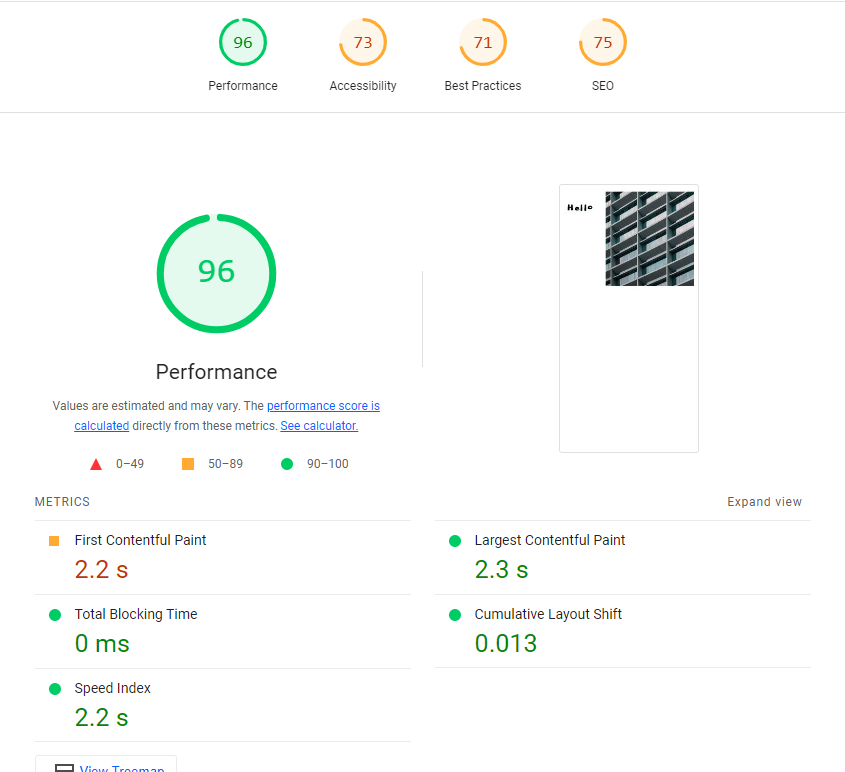 96
73
71
75
Performance
Accessibility
Best Practices
SEO
Hello
96
Performance
Values are estimated and may vary. The performance score is
calculated directly from these metrics. See calculator.
0–49
50–89
90–100
METRICS
Expand view
First Contentful Paint
2.2 s
Largest Contentful Paint
2.3 s
Total Blocking Time
0 ms
Cumulative Layout Shift
0.013
Speed Index
2.2 s
View Treemap